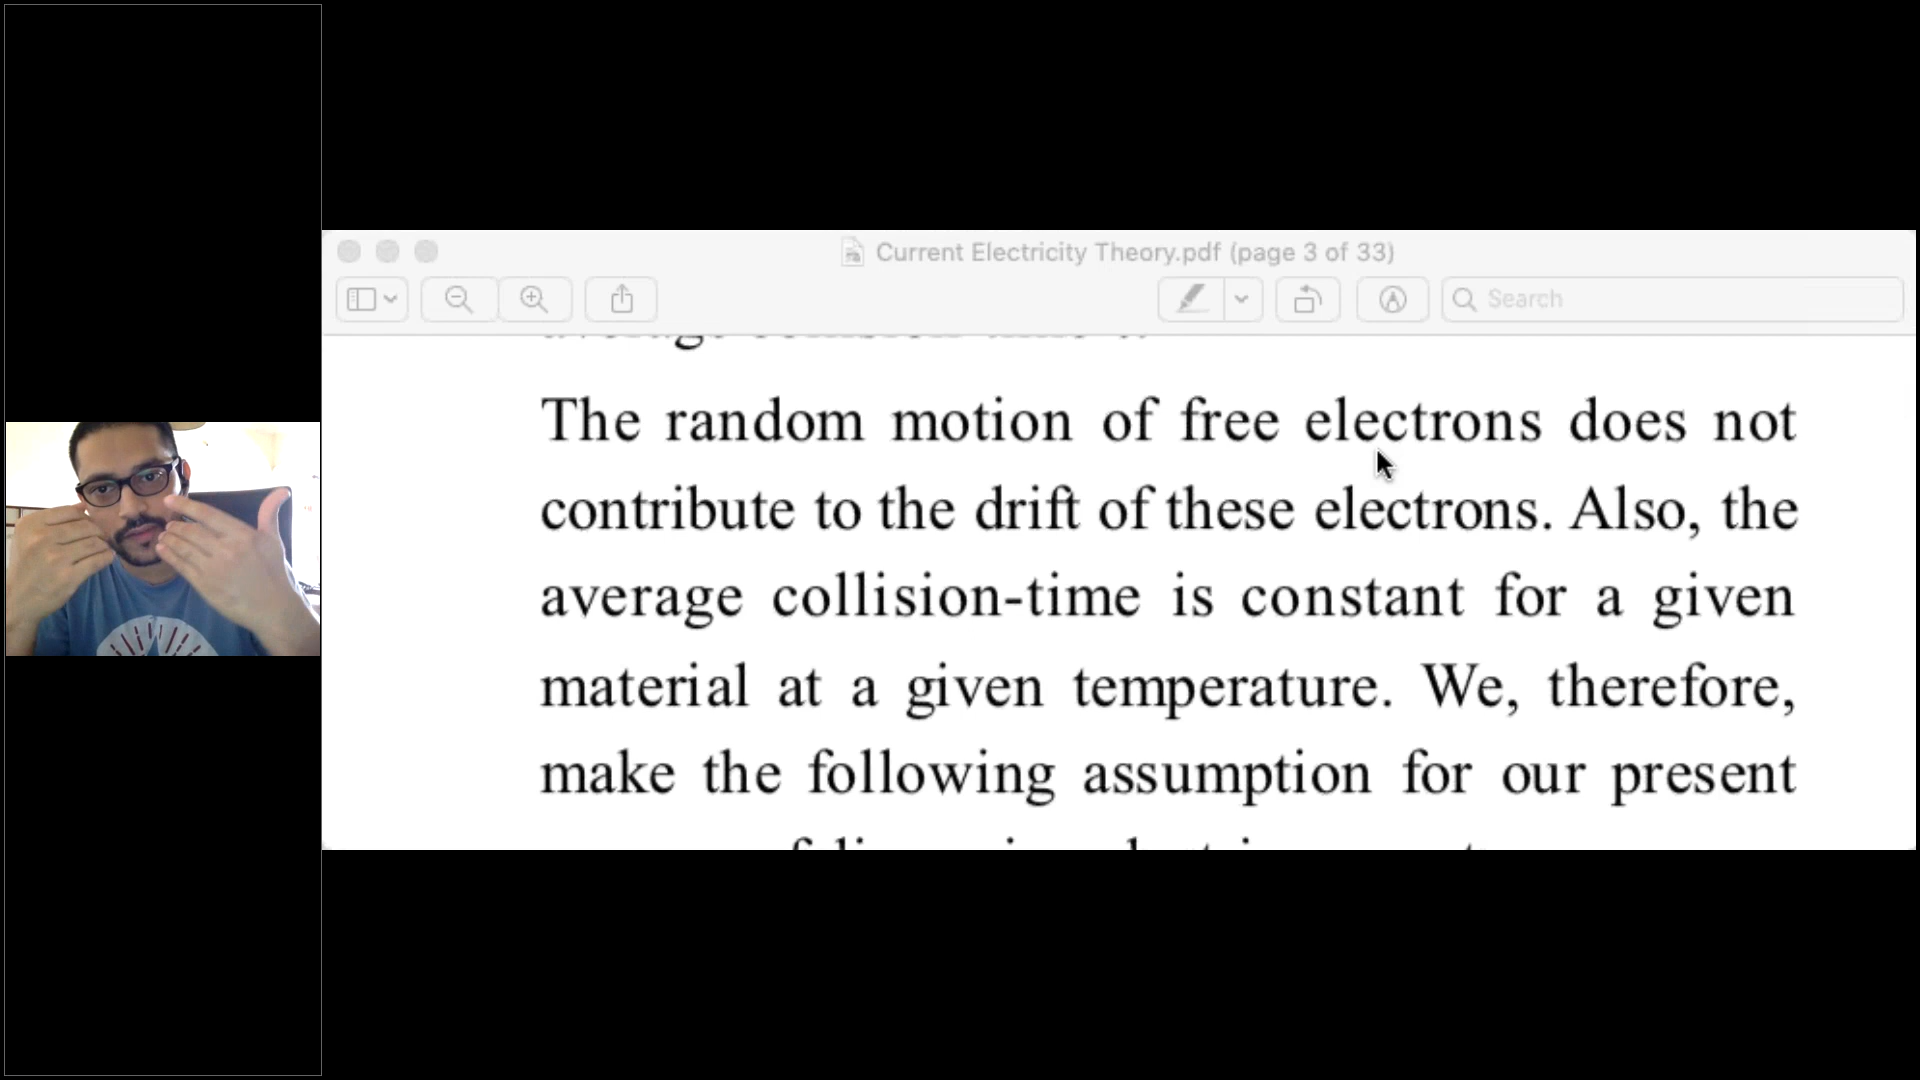 Current Electricity Theory.pdf (page 3 of 33)
Search
The random motion of free electrons does not
contribute to the drift of these electrons. Also, the
average collision-time is constant for a given
material at a given temperature. We, therefore,
make the following assumption for our present